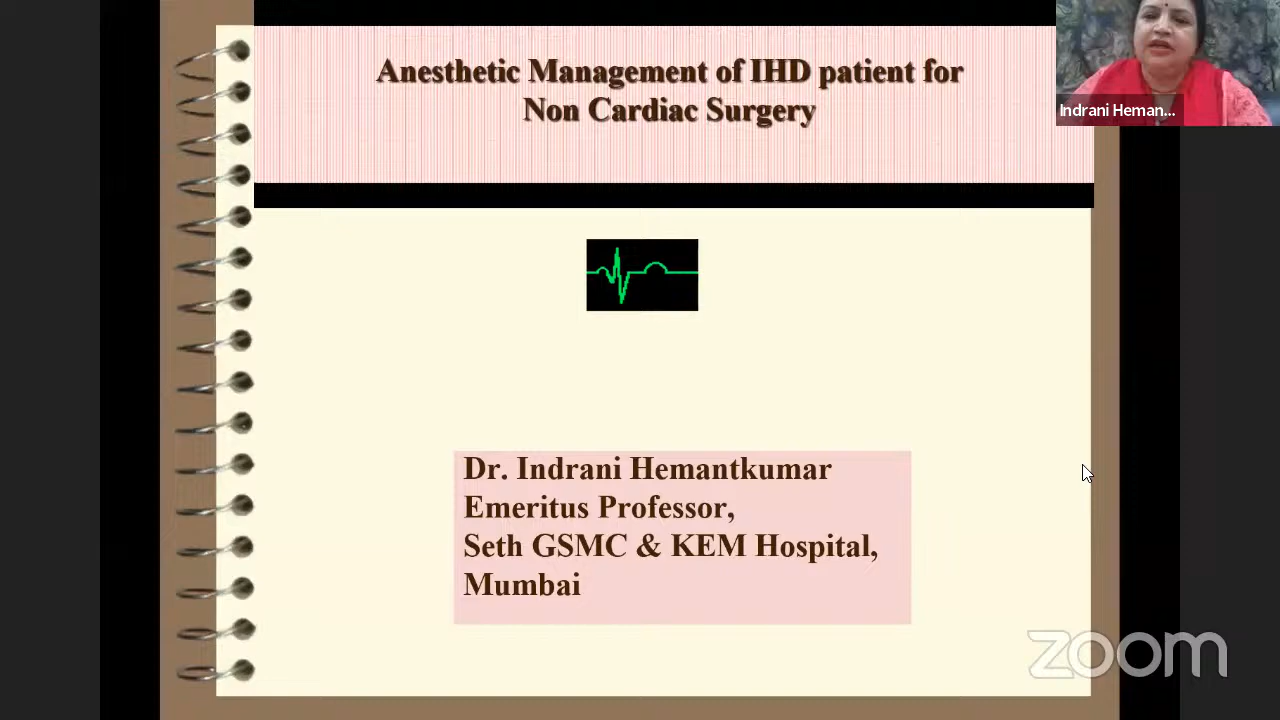 Anesthetic Management of IHD patient for
Non Cardiac Surgery
Indrani Heman...
Dr. Indrani Hemantkumar
Emeritus Professor,
Seth GSMC & KEM Hospital,
Mumbai
zoom